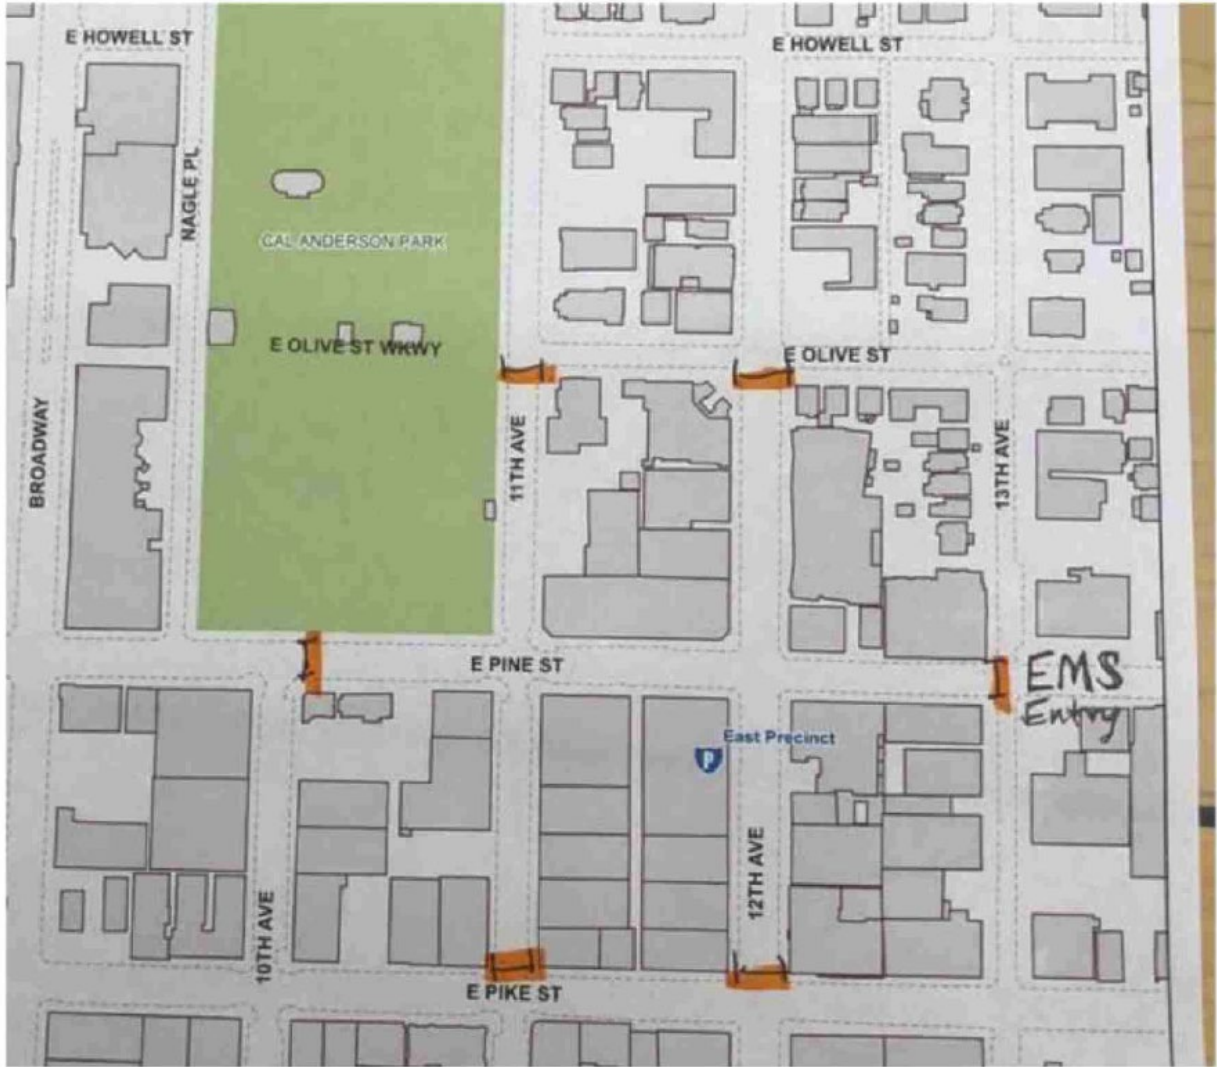 E HOWELL ST
E HOWELL ST
NAGLE PL
CAL ANDERSON PARK
E OLIVE ST WKWY
E OLIVE ST
BROADWAY
11TH AVE
13TH AVE
E PINE ST
EMS
Entry
East Precinct
P
12TH AVE
10TH AVE
E PIKE ST